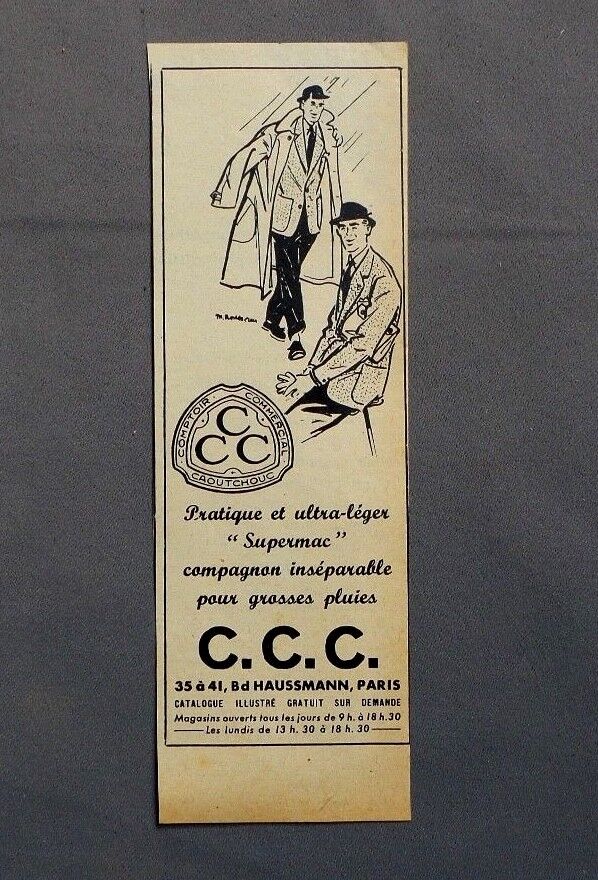 COMPTOIR COMMERCIAL
CAOUTCHOUC
C
C C
Pratique et ultra-léger
“ Supermac ”
compagnon inséparable
pour grosses pluies
C.C.C.
35 à 41, Bd HAUSSMANN, PARIS
CATALOGUE ILLUSTRÉ GRATUIT SUR DEMANDE
Magasins ouverts tous les jours de 9 h. à 18 h. 30
Les lundis de 13 h. 30 à 18 h. 30